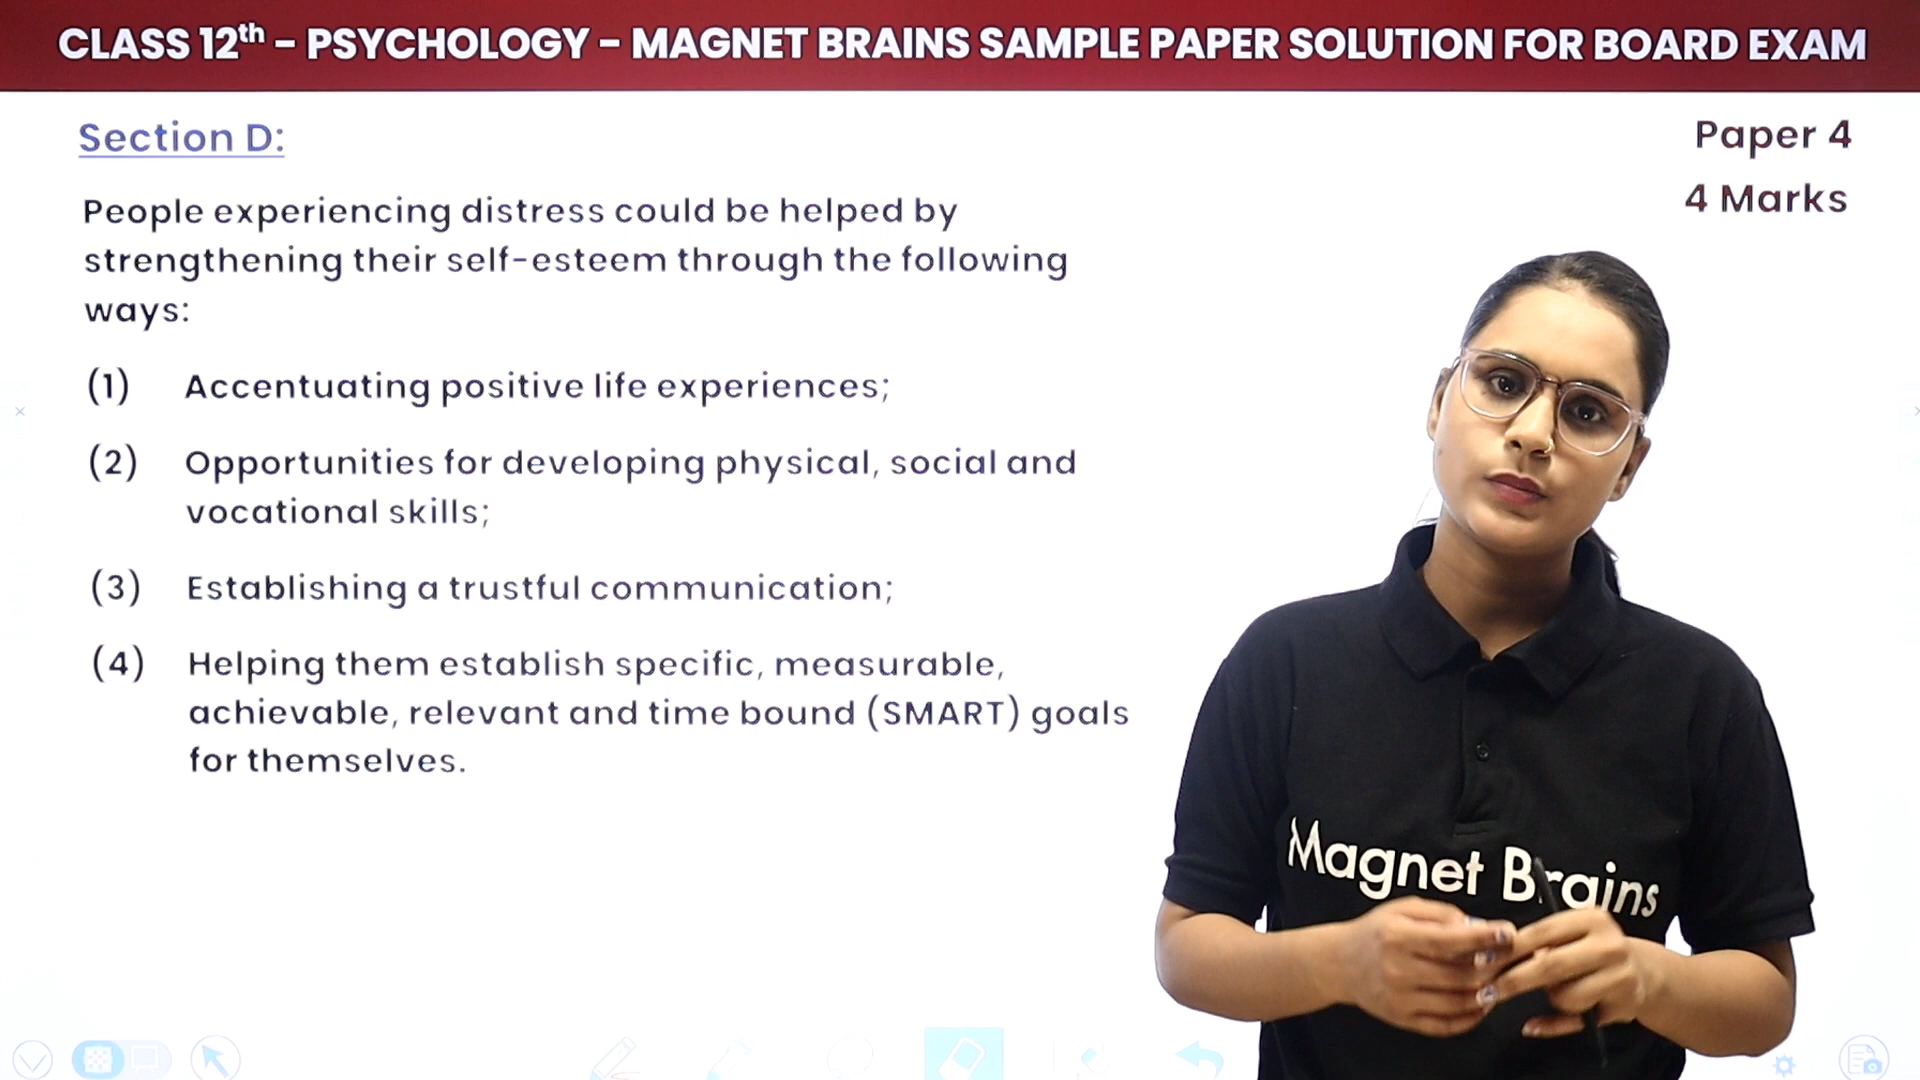 CLASS 12th – PSYCHOLOGY – MAGNET BRAINS SAMPLE PAPER SOLUTION FOR BOARD EXAM
Section D:
Paper 4
4 Marks
People experiencing distress could be helped by
strengthening their self-esteem through the following
ways:
(1) Accentuating positive life experiences;
(2) Opportunities for developing physical, social and
vocational skills;
(3) Establishing a trustful communication;
(4) Helping them establish specific, measurable,
achievable, relevant and time bound (SMART) goals
for themselves.
Magnet Brains